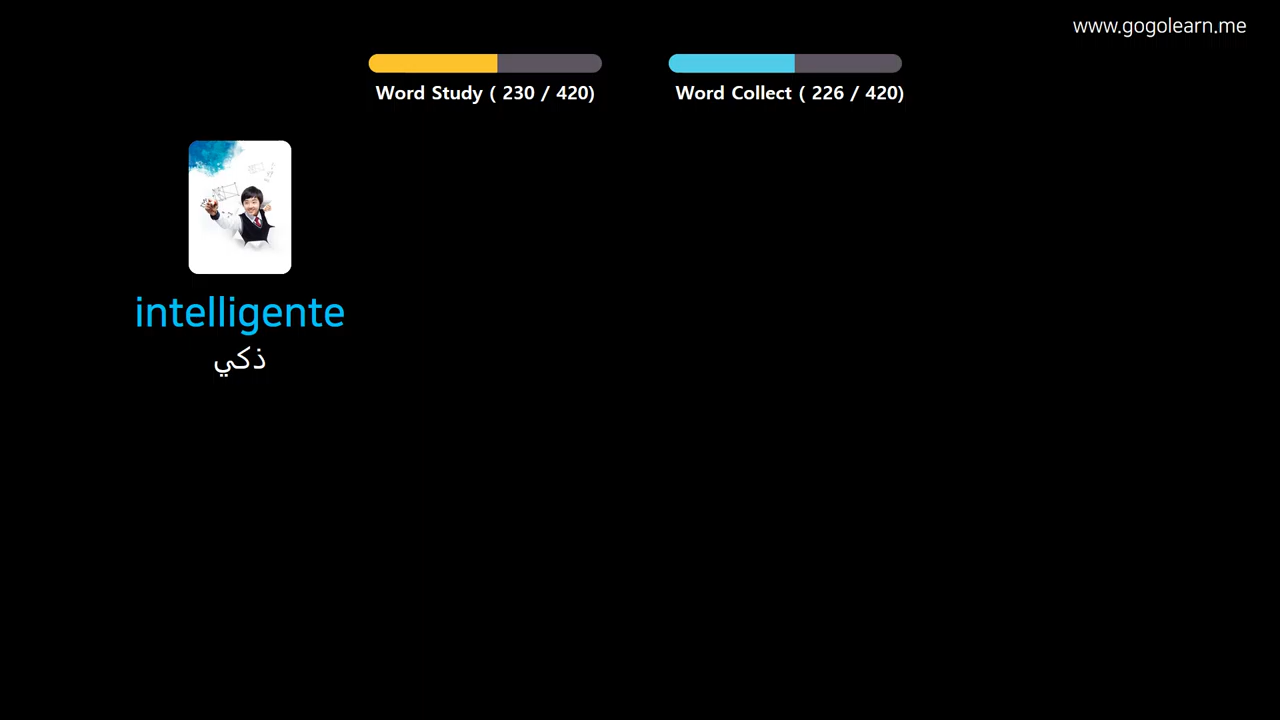 www.gogolearn.me
Word Study ( 230 / 420)
Word Collect ( 226 / 420)
intelligente
ذكي